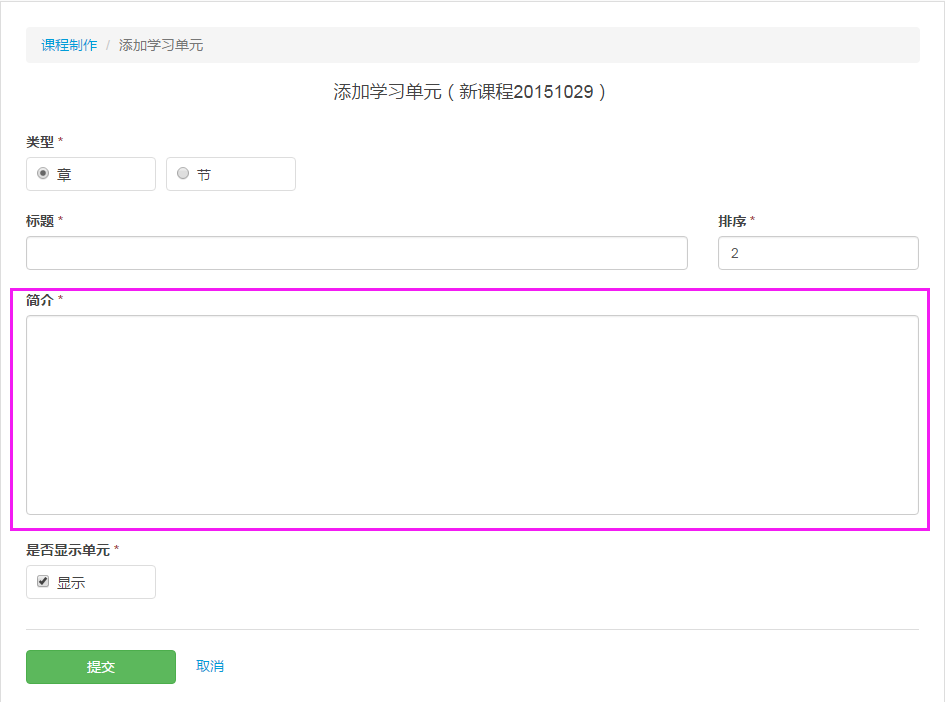 课程制作 / 添加学习单元
添加学习单元（新课程20151029）
类型 *
章 节
标题 * 排序 *
2
简介 *
是否显示单元 *
显示
提交 取消